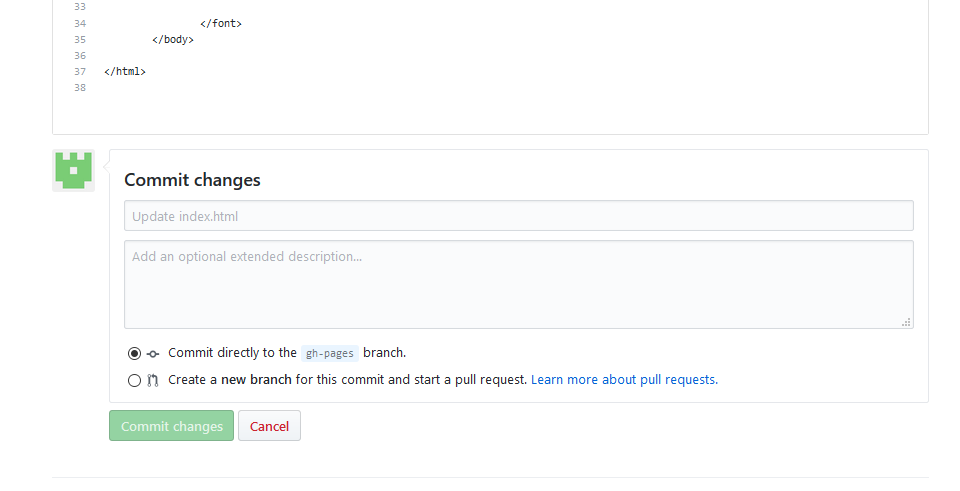 33
34 </font>
35 </body>
36
37 </html>
38
Commit changes
Update index.html
Add an optional extended description...
Commit directly to the gh-pages branch.
Create a new branch for this commit and start a pull request. Learn more about pull requests.
Commit changes Cancel